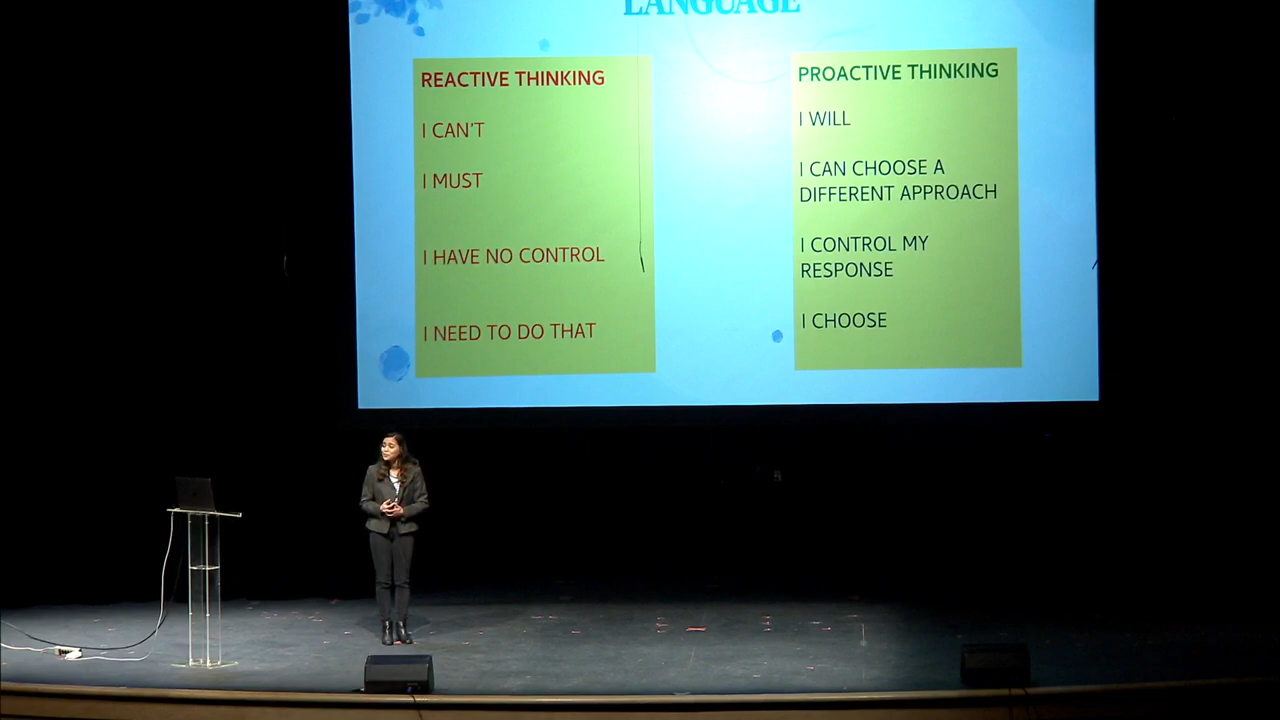 LANGUAGE
REACTIVE THINKING
I CAN'T
I MUST
I HAVE NO CONTROL
I NEED TO DO THAT
PROACTIVE THINKING
I WILL
I CAN CHOOSE A
DIFFERENT APPROACH
I CONTROL MY
RESPONSE
I CHOOSE